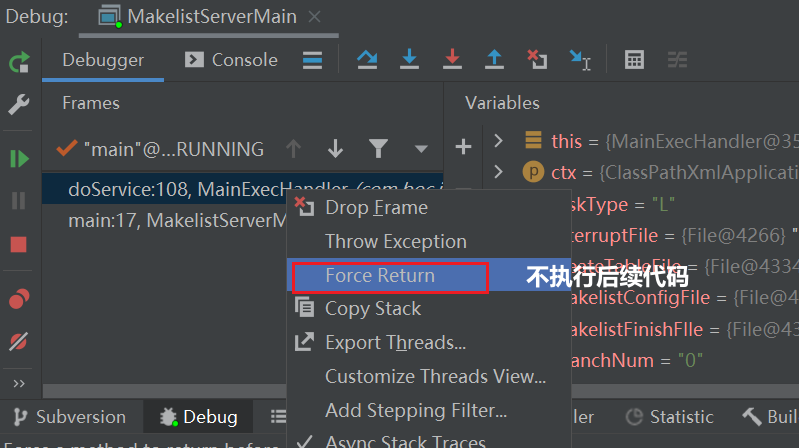 Debug: MakelistServerMain
Debugger Console
Frames Variables
"main"@...RUNNING
this = {MainExecHandler@35
p ctx = {ClassPathXmlApplicati
doService:108, MainExecHandler
main:17, MakelistServerM
skType = "L"
terruptFile = {File@4266} "
eateTableFile = {File@4334
akelistConfigFile = {File@
akelistFinishFIle = {File@4
anchNum = "0"
Drop Frame
Throw Exception
Force Return 不执行后续代码
Copy Stack
Export Threads...
Customize Threads View...
Add Stepping Filter...
Async Stack Traces
Subversion Debug ler Statistic Buil